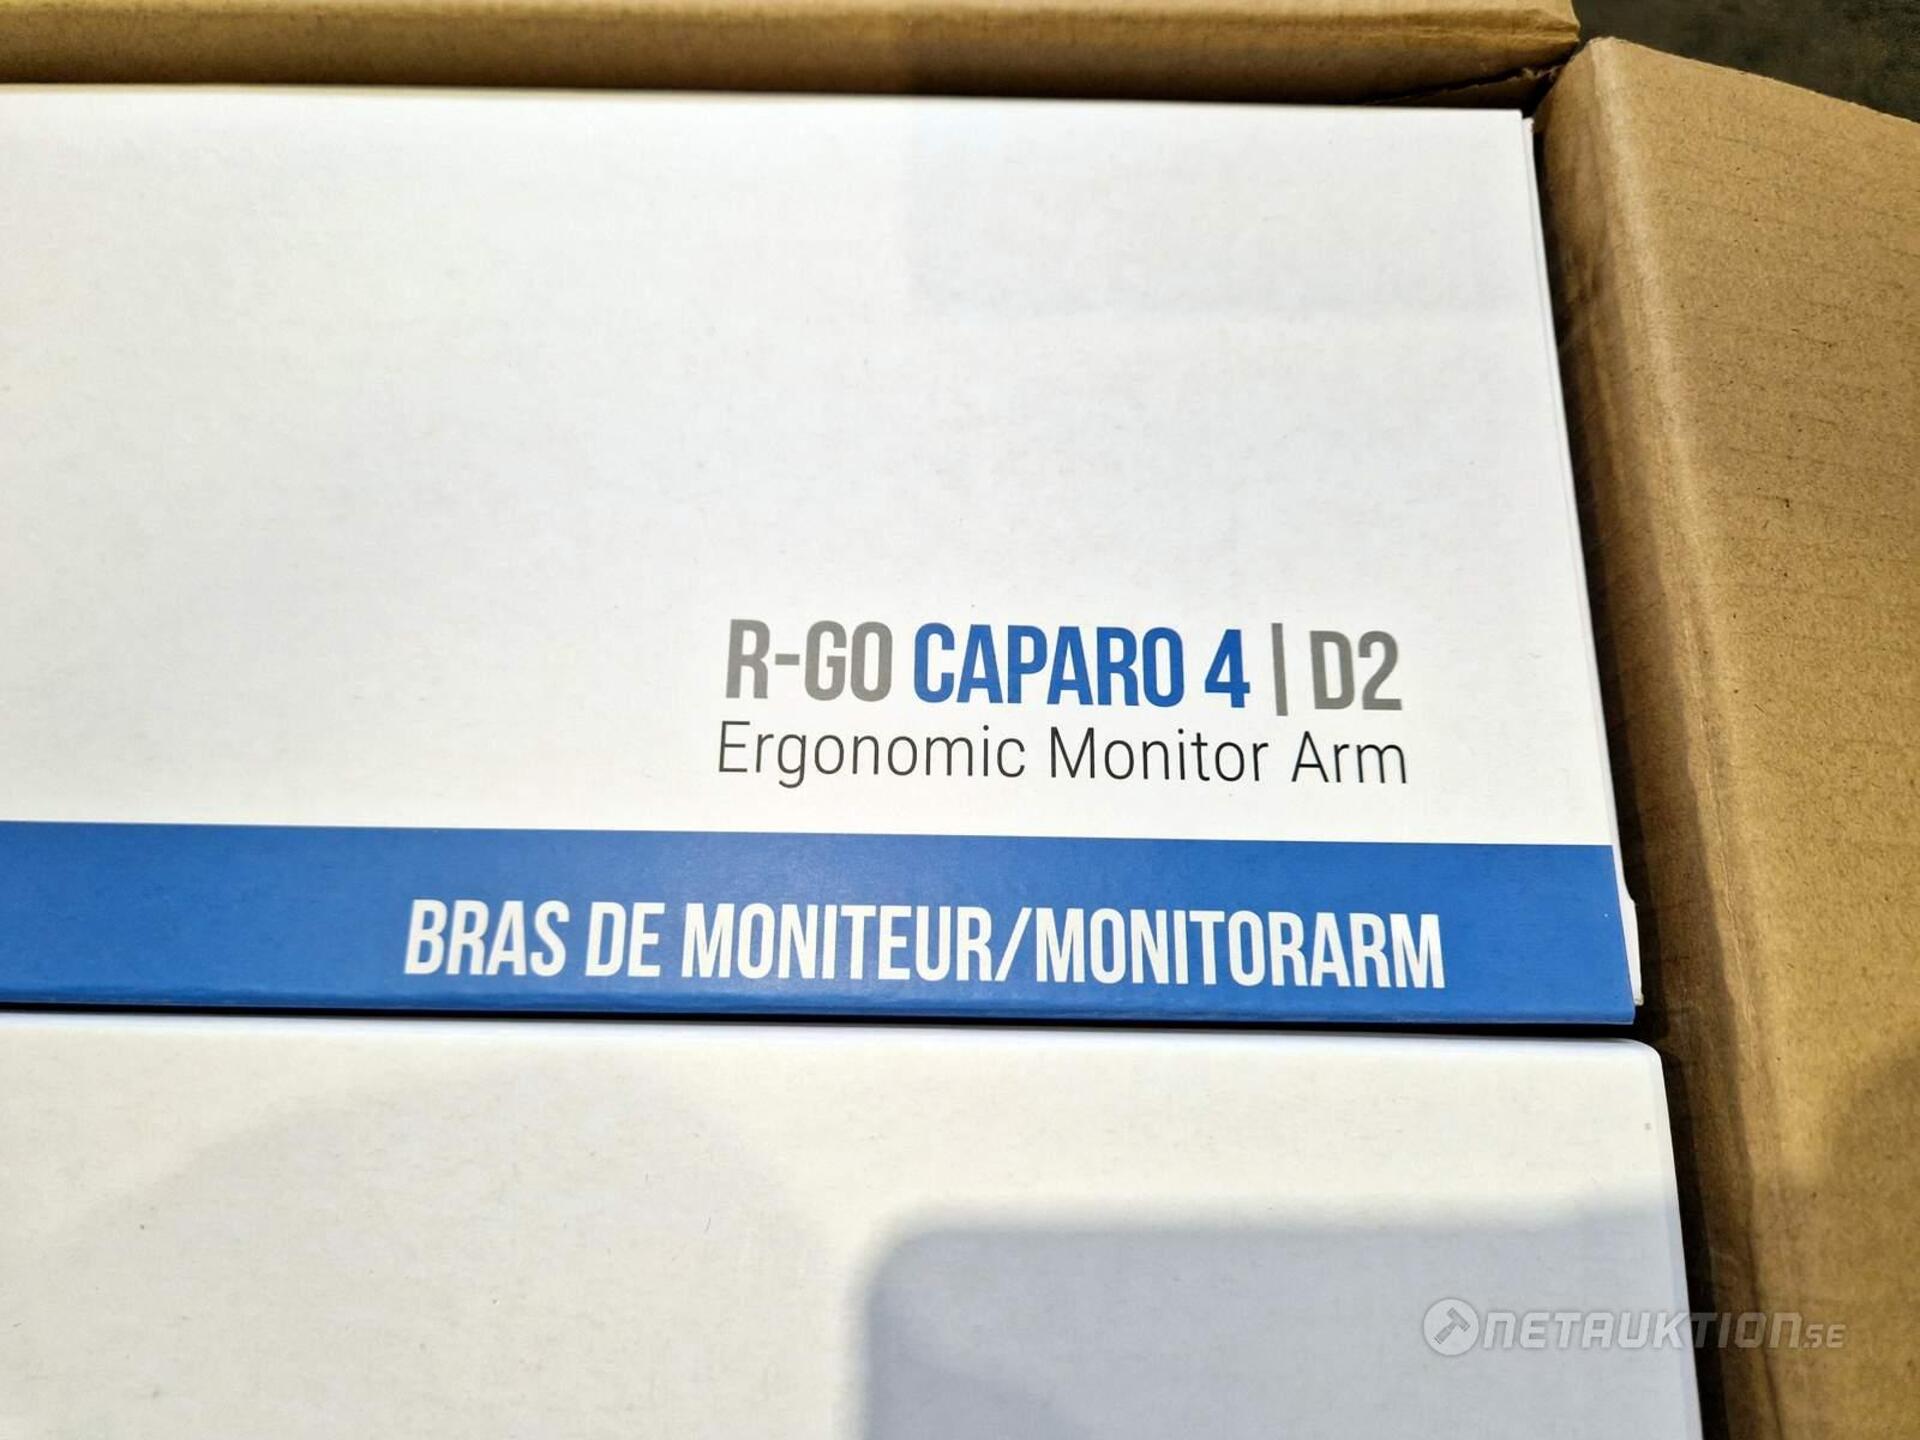 R-GO CAPARO 4 | D2
Ergonomic Monitor Arm
BRAS DE MONITEUR/MONITORARM
NETAUKTION.SE